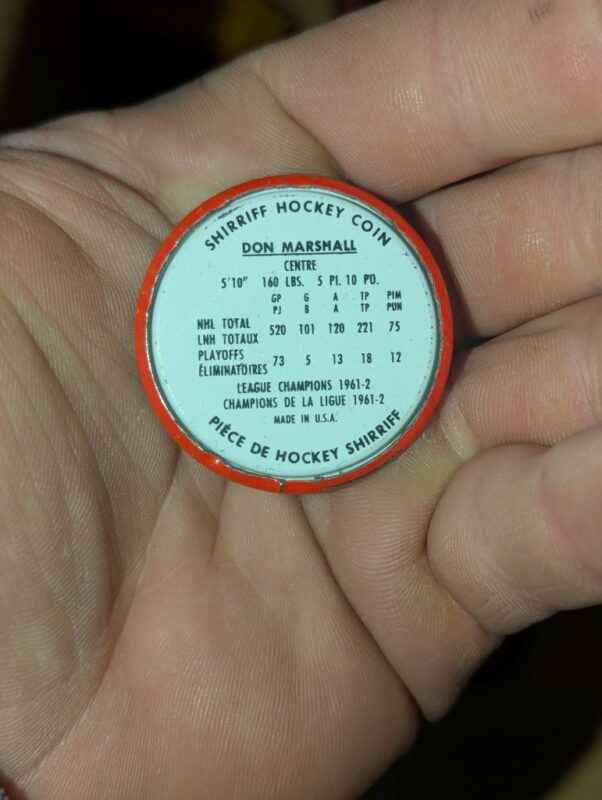 SHIRRIFF HOCKEY COIN
DON MARSHALL
CENTRE
5'10" 160 LBS. 5 PI. 10 PO.
GP G A TP PIM
PJ B A TP PUN
NHL TOTAL
LNH TOTAUX 520 101 120 221 75
PLAYOFFS
ÉLIMINATOIRES 73 5 13 18 12
LEAGUE CHAMPIONS 1961-2
CHAMPIONS DE LA LIGUE 1961-2
MADE IN U.S.A.
PIÈCE DE HOCKEY SHIRRIFF